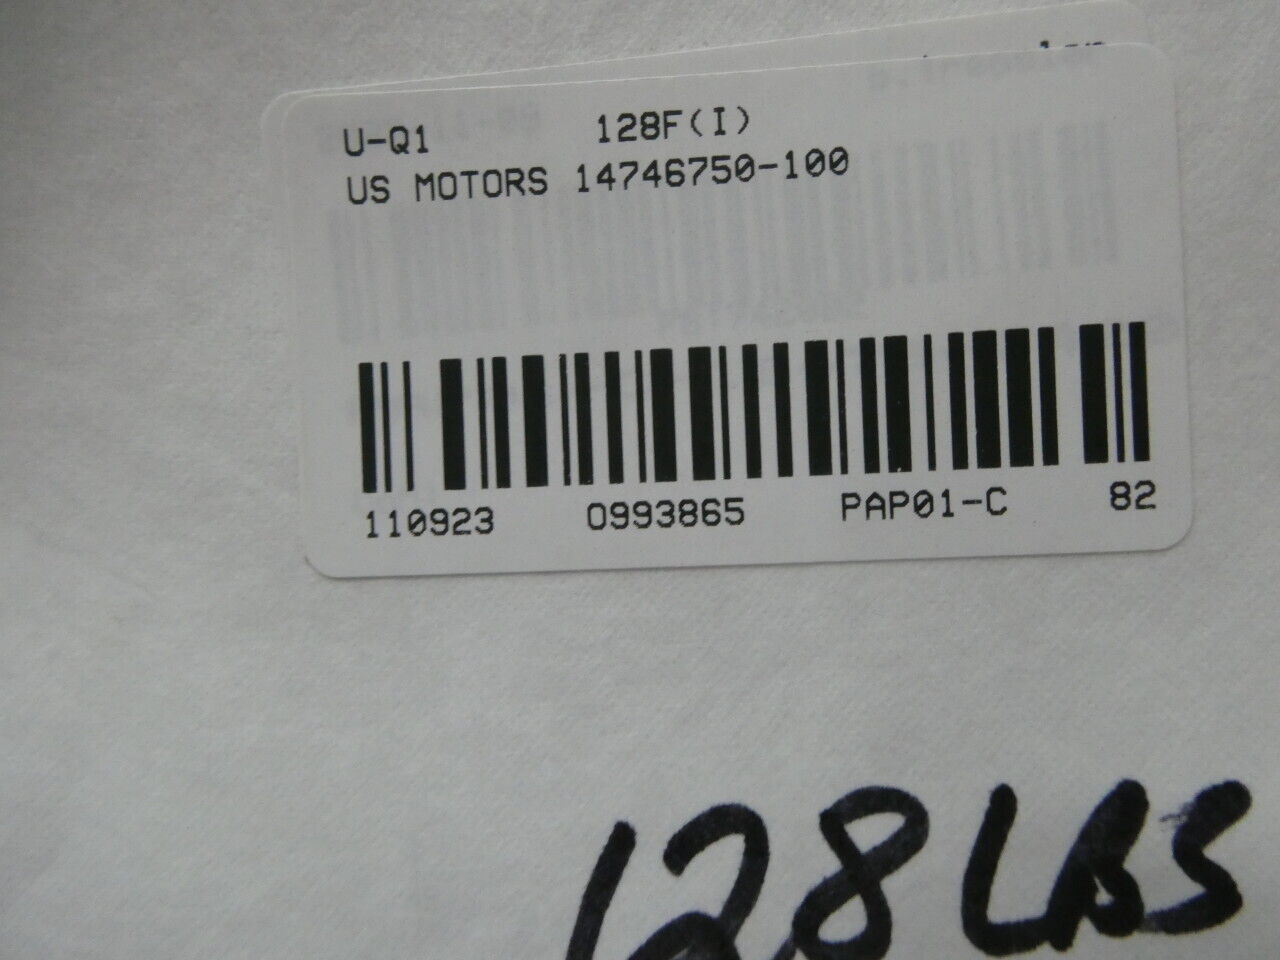 U-Q1 128F(I)
US MOTORS 14746750-100
110923 0993865 PAP01-C 82
128 LBS